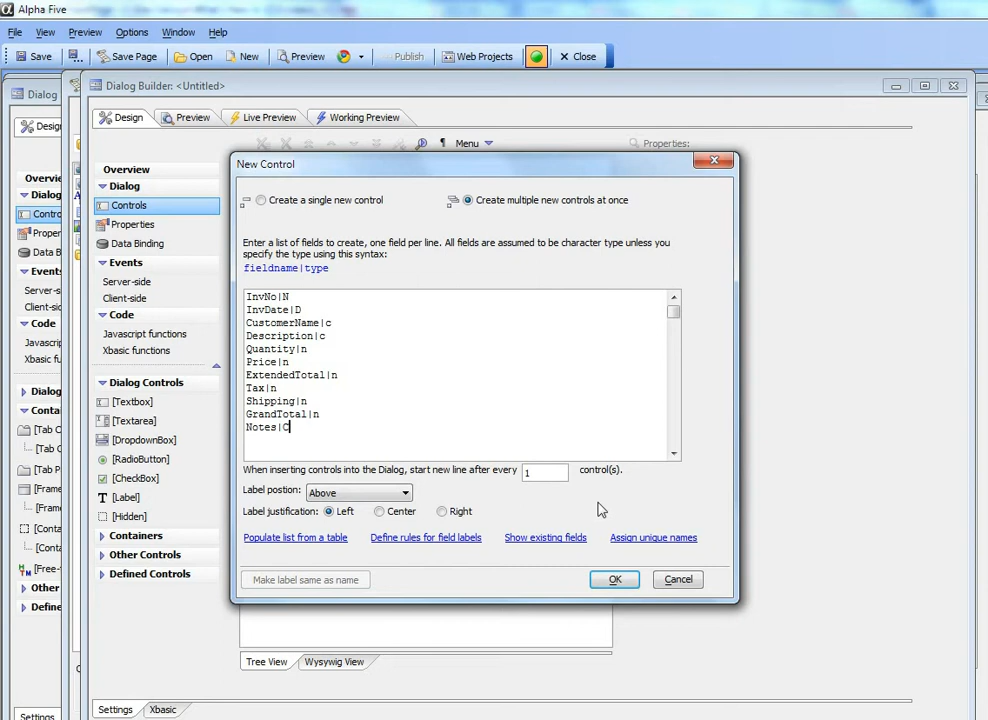 Alpha Five
File View Preview Options Window Help
Save Save Page Open New Preview Publish Web Projects Close
Dialog Builder: <Untitled>
Dialog
Design Preview Live Preview Working Preview
Menu Properties:
Overview
Dialog
Controls
Properties
Data Binding
Events
Server-side
Client-side
Code
Javascript functions
Xbasic functions
Dialog Controls
[Textbox]
[Textarea]
[DropdownBox]
[RadioButton]
[CheckBox]
[Label]
[Hidden]
Containers
Other Controls
Defined Controls
New Control
Create a single new control
Create multiple new controls at once
Enter a list of fields to create, one field per line. All fields are assumed to be character type unless you
specify the type using this syntax:
fieldname|type
InvNo|N
InvDate|D
CustomerName|c
Description|c
Quantity|n
Price|n
ExtendedTotal|n
Tax|n
Shipping|n
GrandTotal|n
Notes|C
When inserting controls into the Dialog, start new line after every 1 control(s).
Label postion: Above
Label justification: Left Center Right
Populate list from a table Define rules for field labels Show existing fields Assign unique names
Make label same as name OK Cancel
Tree View Wysywig View
Settings Xbasic
Settings